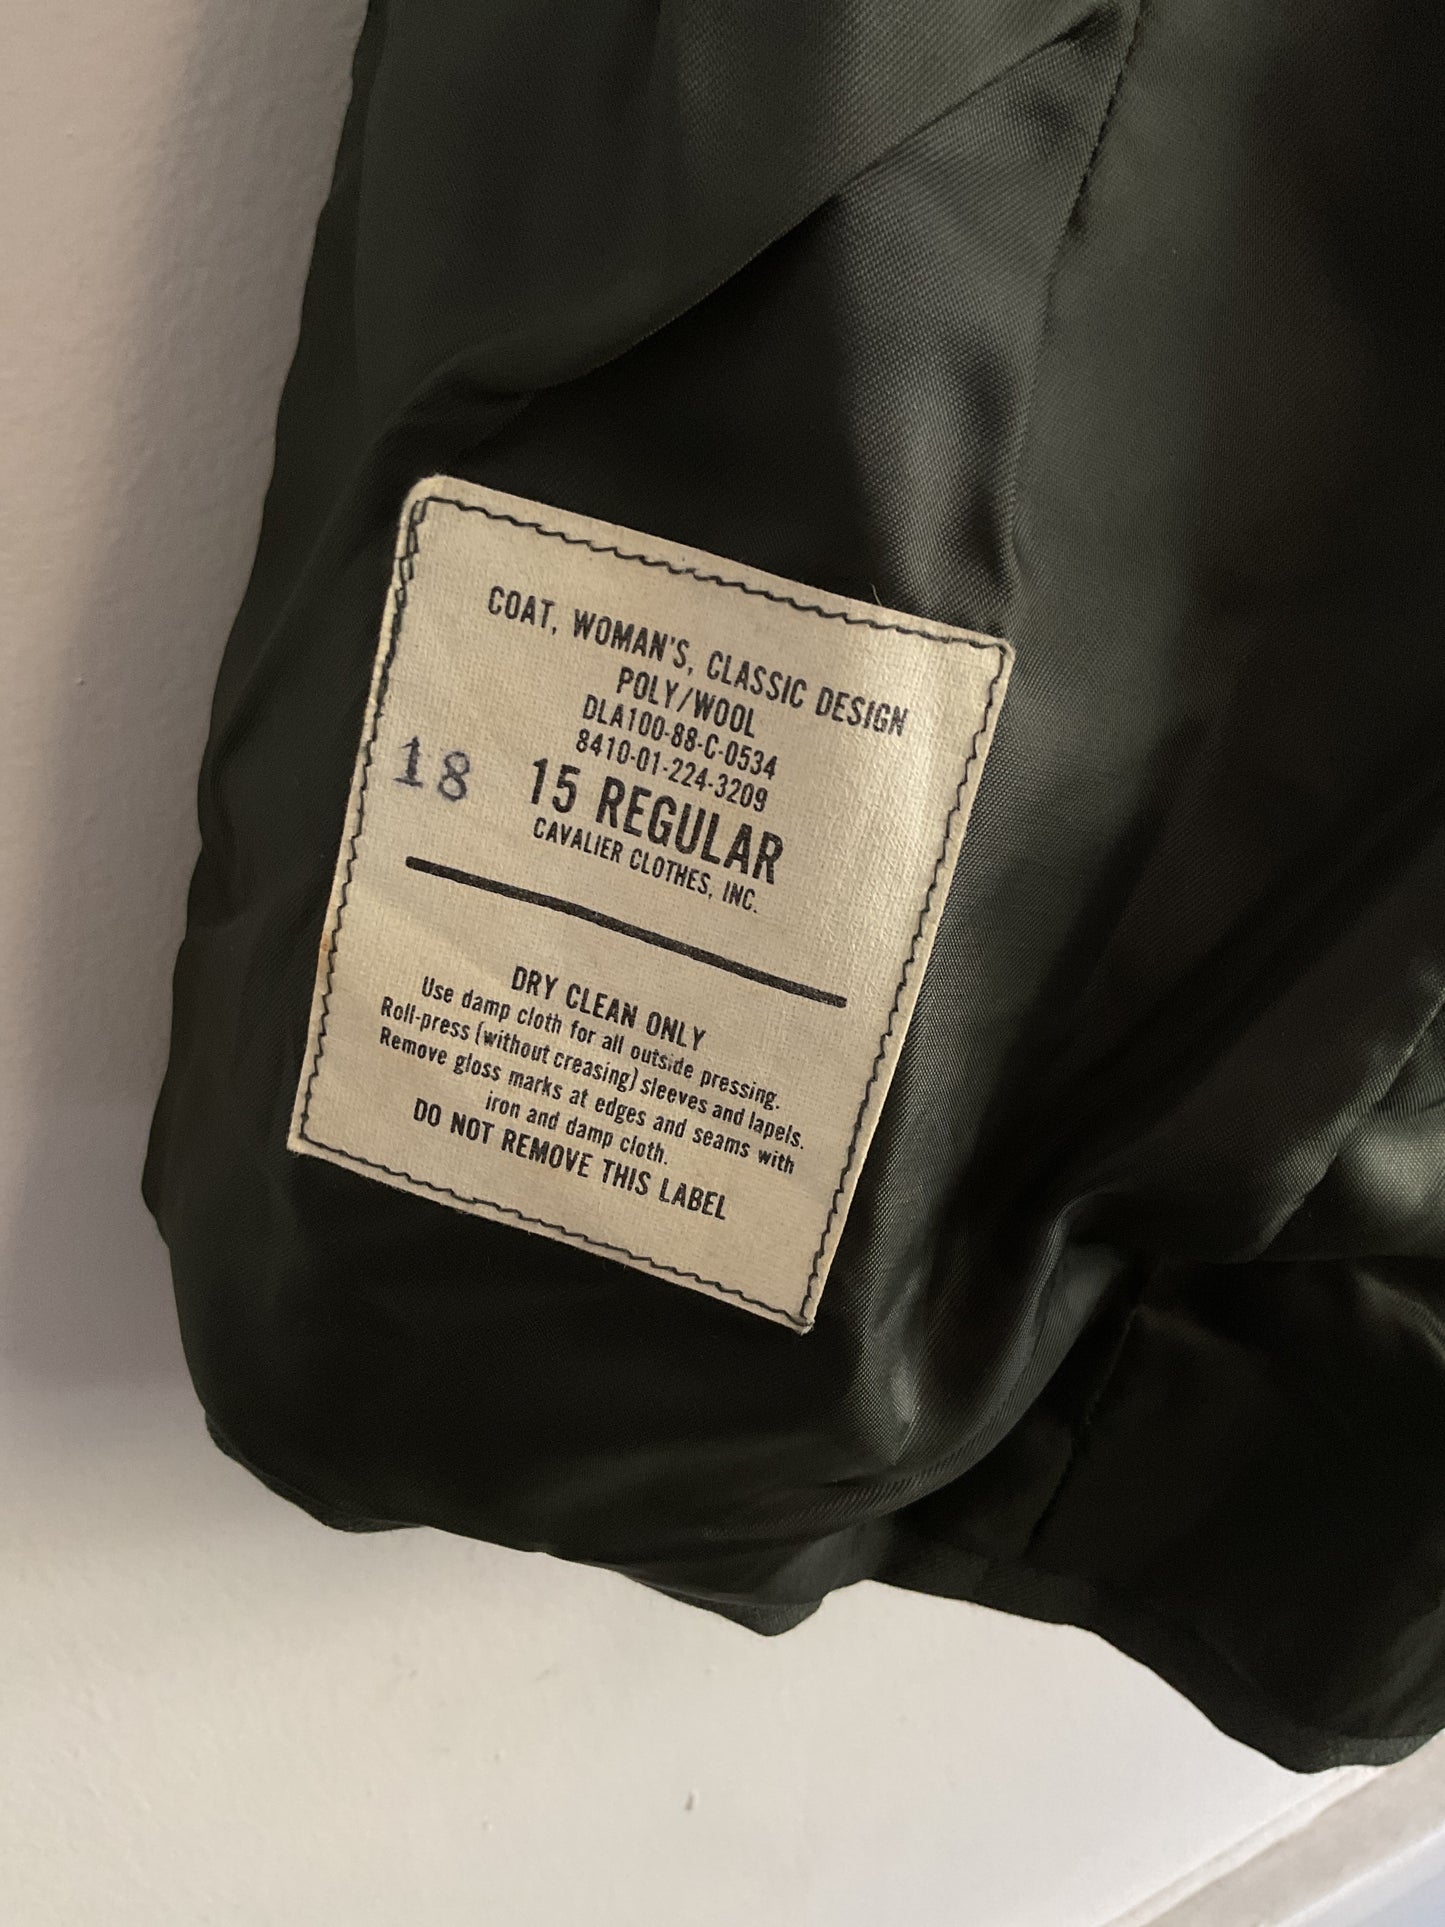 COAT, WOMAN'S, CLASSIC DESIGN
POLY/WOOL
DLA100-88-C-0534
8410-01-224-3209
18
15 REGULAR
CAVALIER CLOTHES, INC.
DRY CLEAN ONLY
Use damp cloth for all outside pressing.
Roll-press (without creasing) sleeves and lapels.
Remove gloss marks at edges and seams with
iron and damp cloth.
DO NOT REMOVE THIS LABEL